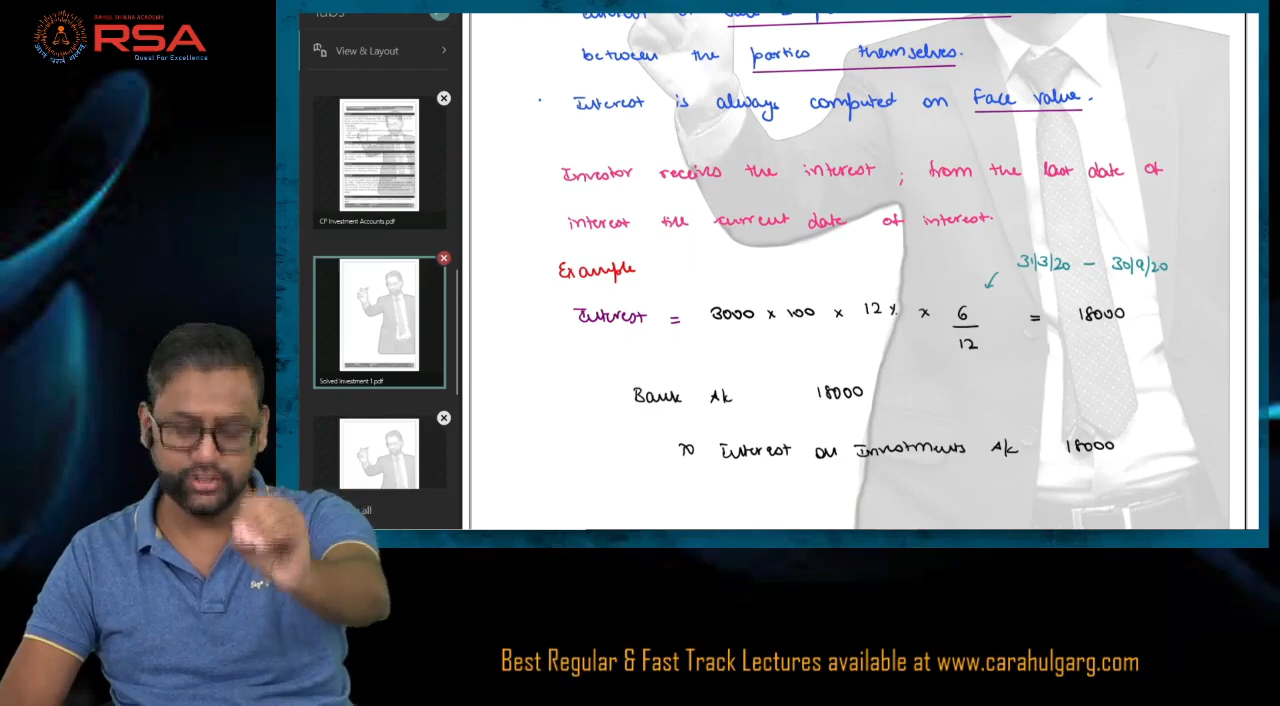 RAHUL SHIKHA ACADEMY
RSA
Quest For Excellence
View & Layout
CP Investment Accounts.pdf
Solved Investment 1.pdf
between the parties themselves.
· Interest is always computed on Face value.
Investor receives the interest, from the last date of
interest till current date of interest.
Example
31/3/20 - 30/9/20
Interest = 3000 x 100 x 12% x 6/12 = 18000
Bank A/c 18000
To Interest on Investments A/c 18000
Best Regular & Fast Track Lectures available at www.carahulgarg.com